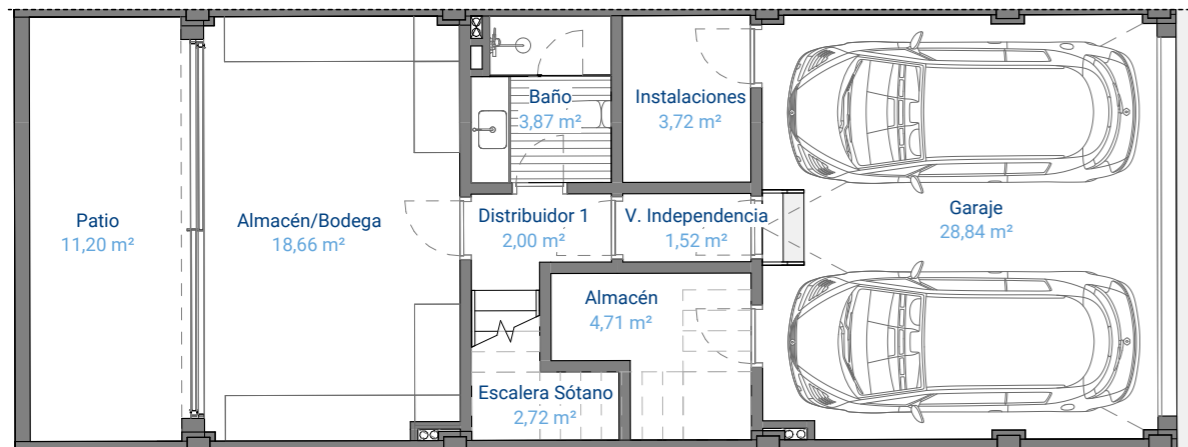 Baño
3,87 m²
Instalaciones
3,72 m²
Patio
11,20 m²
Almacén/Bodega
18,66 m²
Distribuidor 1
2,00 m²
V. Independencia
1,52 m²
Garaje
28,84 m²
Almacén
4,71 m²
Escalera Sótano
2,72 m²